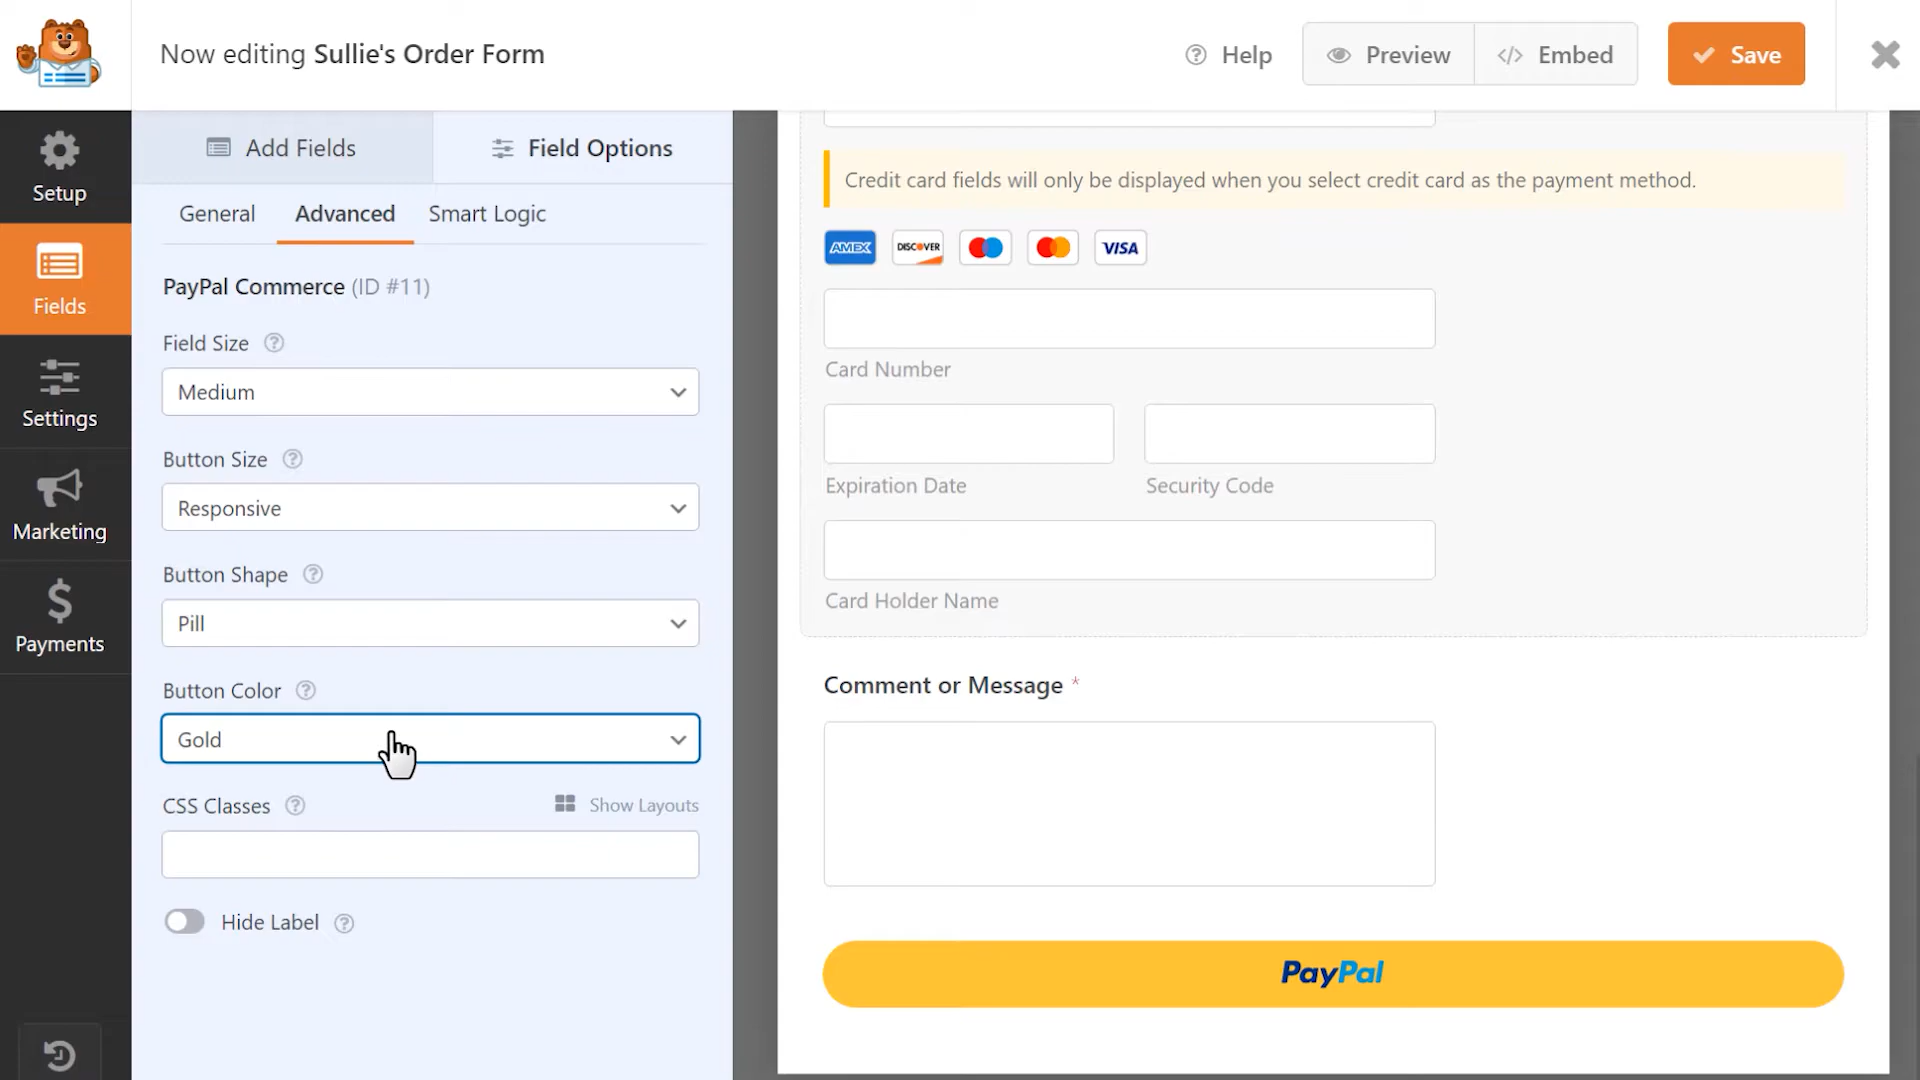 Now editing Sullie's Order Form
Help
Preview
Embed
Save
Setup
Fields
Settings
Marketing
Payments
Add Fields
Field Options
General
Advanced
Smart Logic
PayPal Commerce (ID #11)
Field Size
Medium
Button Size
Responsive
Button Shape
Pill
Button Color
Gold
CSS Classes
Show Layouts
Hide Label
Credit card fields will only be displayed when you select credit card as the payment method.
AMEX
DISCOVER
VISA
Card Number
Expiration Date
Security Code
Card Holder Name
Comment or Message *
PayPal